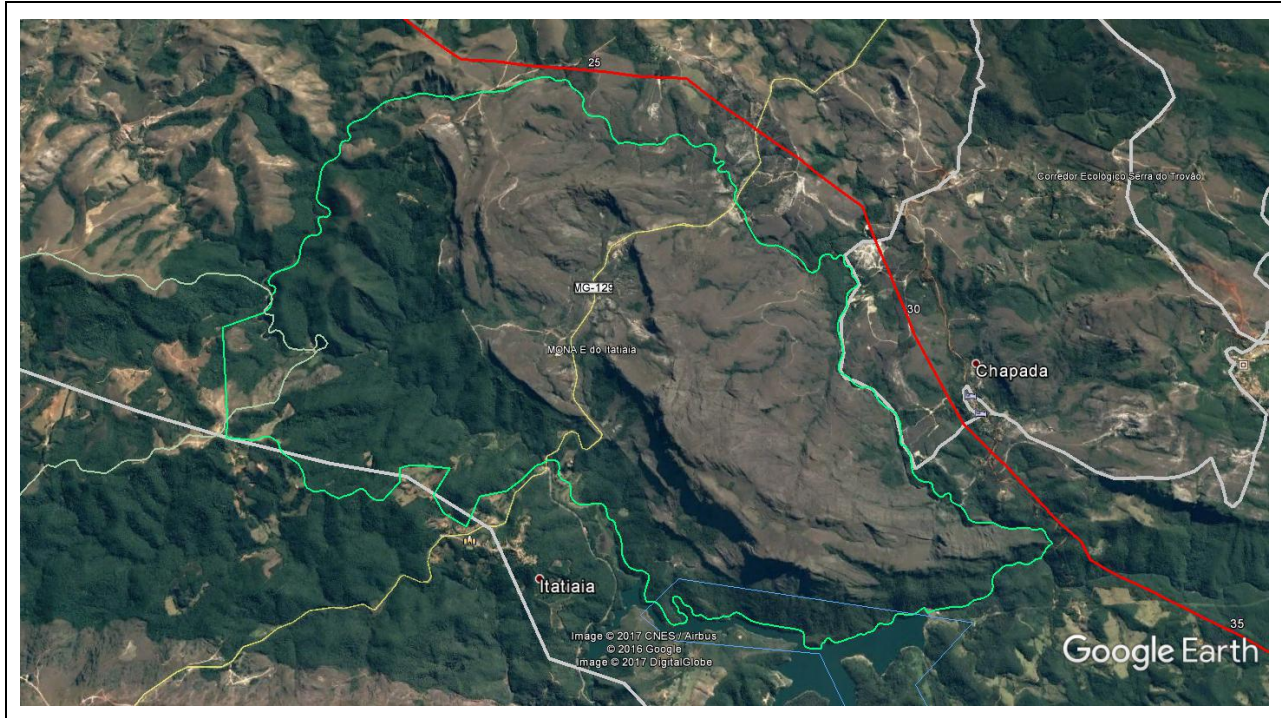 25
Corredor Ecológico Serra do Trovão
MG-129
30
MONA E do Itatiaia
Chapada
Itatiaia
35
Image © 2017 CNES / Airbus
© 2016 Google
Image © 2017 DigitalGlobe
Google Earth